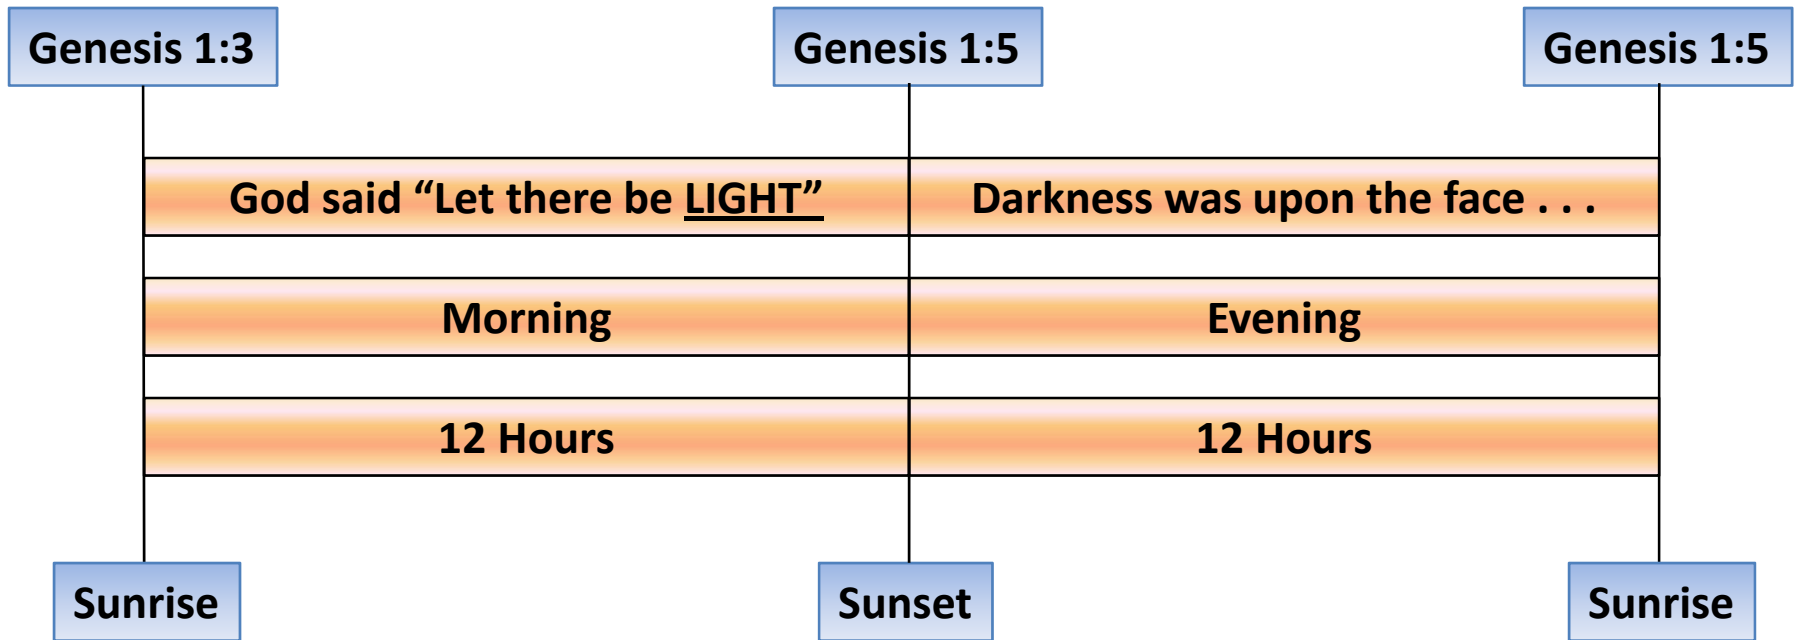 Genesis 1:3
Genesis 1:5
Genesis 1:5
God said “Let there be LIGHT”
Darkness was upon the face . . .
Morning
Evening
12 Hours
12 Hours
Sunrise
Sunset
Sunrise